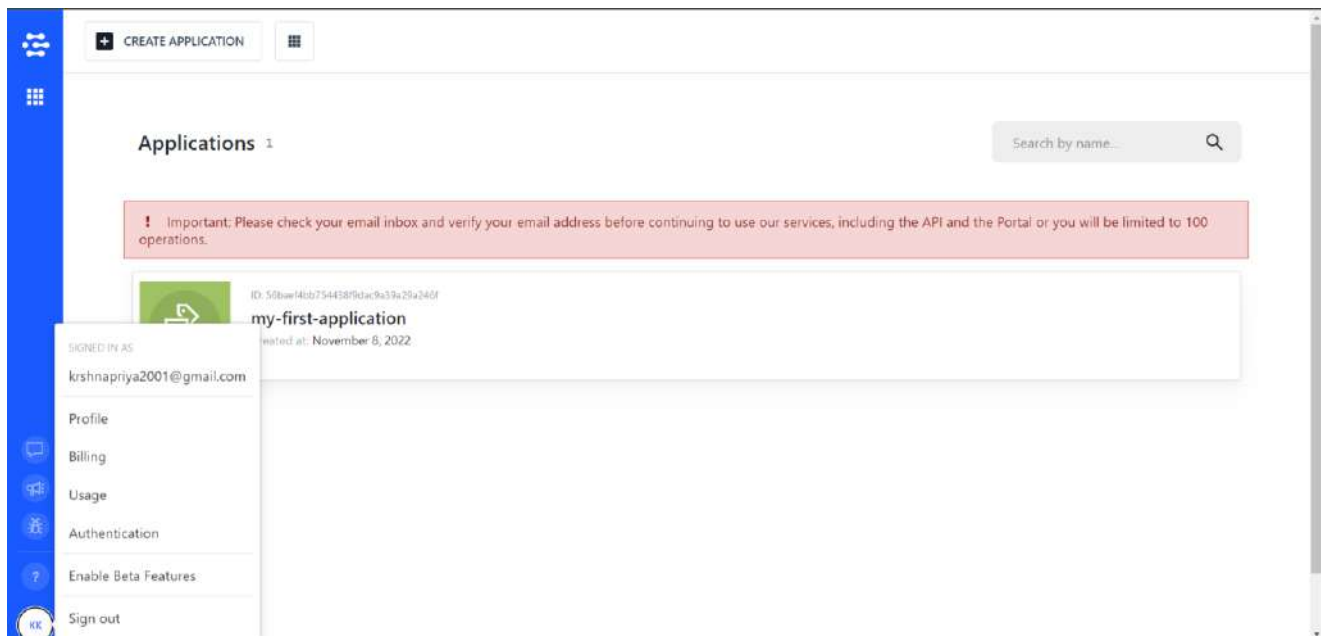 CREATE APPLICATION
Applications 1
Search by name...
! Important: Please check your email inbox and verify your email address before continuing to use our services, including the API and the Portal or you will be limited to 100
operations.
my-first-application
November 8, 2022
SIGNED IN AS
krshnapriya2001@gmail.com
Profile
Billing
Usage
Authentication
Enable Beta Features
Sign out
?
KK